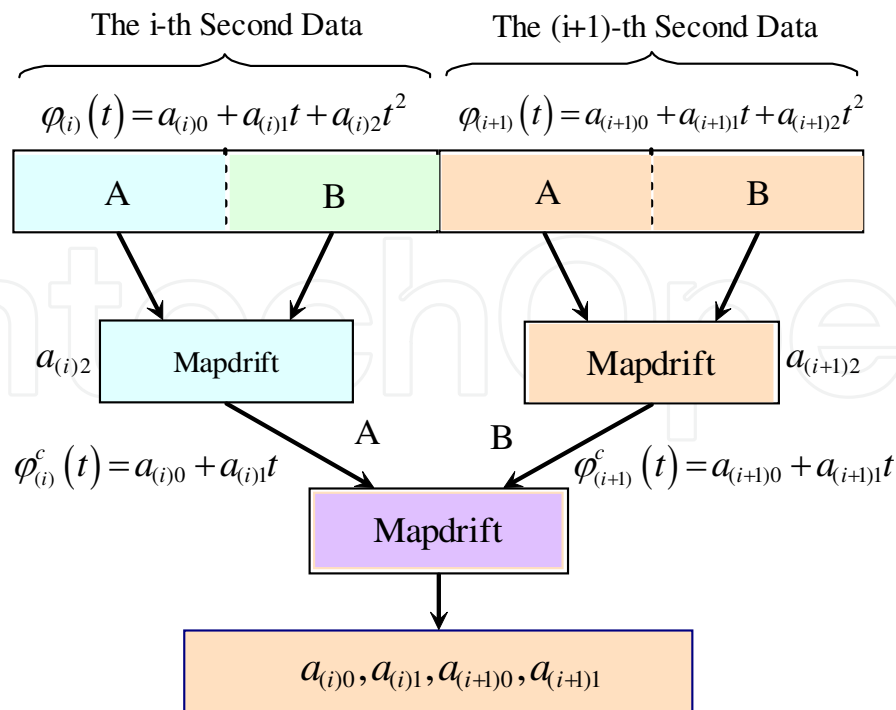 The i-th Second Data The (i+1)-th Second Data
φ₍ᵢ₎(t) = a₍ᵢ₎₀ + a₍ᵢ₎₁t + a₍ᵢ₎₂t² φ₍ᵢ₊₁₎(t) = a₍ᵢ₊₁₎₀ + a₍ᵢ₊₁₎₁t + a₍ᵢ₊₁₎₂t²
A B A B
a₍ᵢ₎₂ Mapdrift Mapdrift a₍ᵢ₊₁₎₂
A B
φᶜ₍ᵢ₎(t) = a₍ᵢ₎₀ + a₍ᵢ₎₁t φᶜ₍ᵢ₊₁₎(t) = a₍ᵢ₊₁₎₀ + a₍ᵢ₊₁₎₁t
Mapdrift
a₍ᵢ₎₀, a₍ᵢ₎₁, a₍ᵢ₊₁₎₀, a₍ᵢ₊₁₎₁